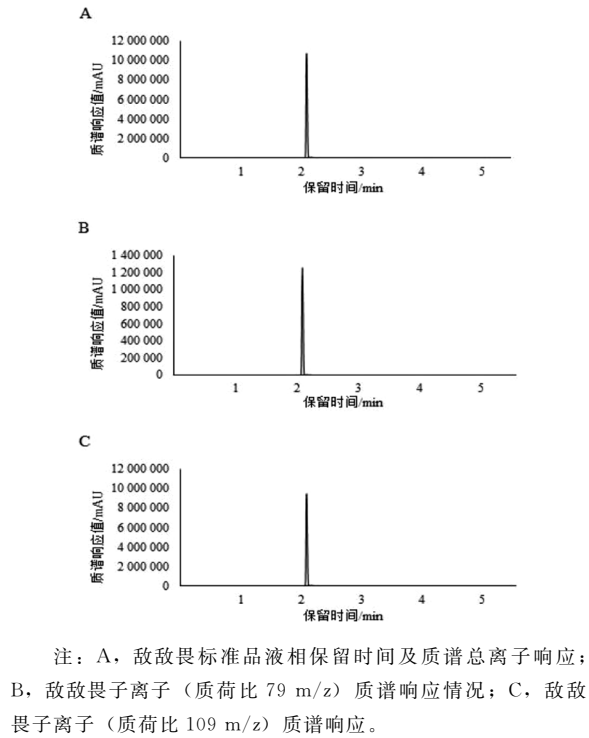 A
12 000 000
10 000 000
8 000 000
6 000 000
4 000 000
2 000 000
0
质谱响应值/mAU
1 2 3 4 5
保留时间/min
B
1 400 000
1 200 000
1 000 000
800 000
600 000
400 000
200 000
0
质谱响应值/mAU
1 2 3 4 5
保留时间/min
C
12 000 000
10 000 000
8 000 000
6 000 000
4 000 000
2 000 000
0
质谱响应值/mAU
1 2 3 4 5
保留时间/min
注：A，敌敌畏标准品液相保留时间及质谱总离子响应；
B，敌敌畏子离子（质荷比 79 m/z）质谱响应情况；C，敌敌
畏子离子（质荷比 109 m/z）质谱响应。